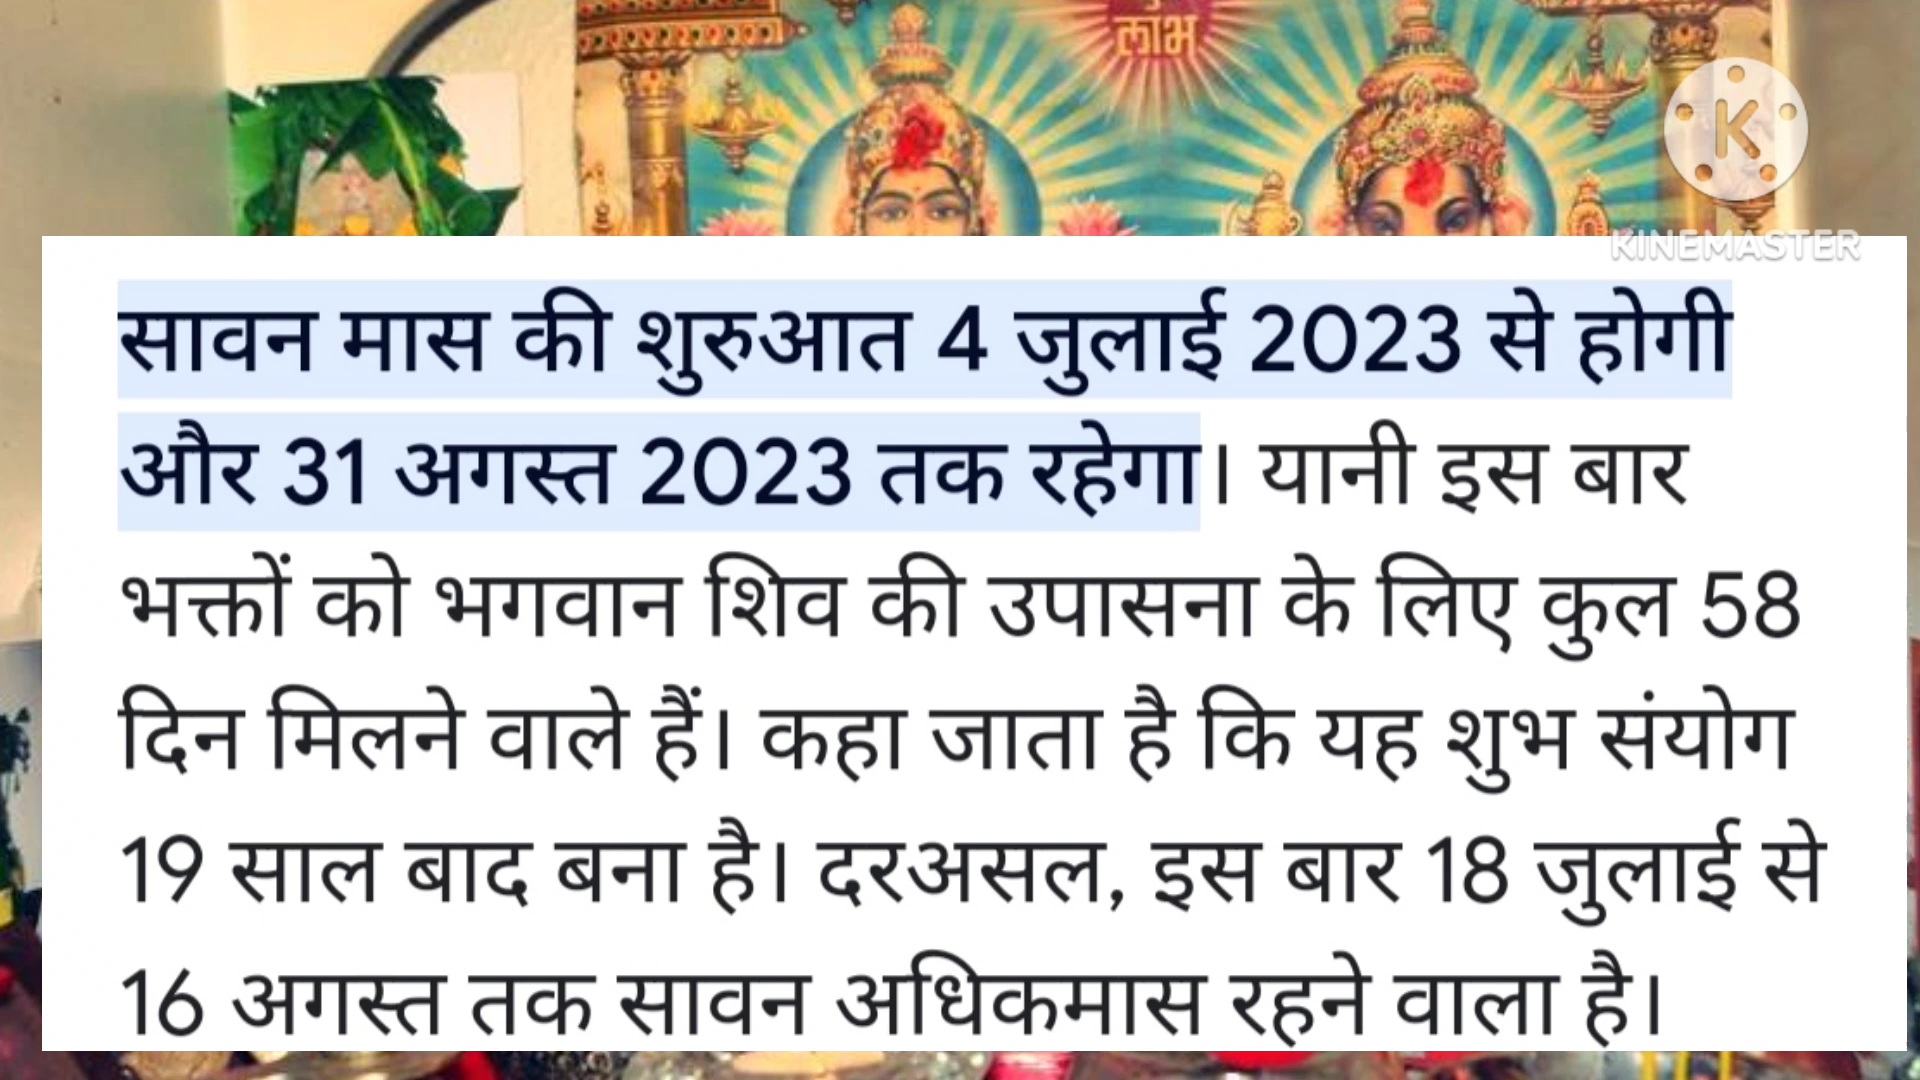 लाभ
K
KINEMASTER
सावन मास की शुरुआत 4 जुलाई 2023 से होगी
और 31 अगस्त 2023 तक रहेगा। यानी इस बार
भक्तों को भगवान शिव की उपासना के लिए कुल 58
दिन मिलने वाले हैं। कहा जाता है कि यह शुभ संयोग
19 साल बाद बना है। दरअसल, इस बार 18 जुलाई से
16 अगस्त तक सावन अधिकमास रहने वाला है।